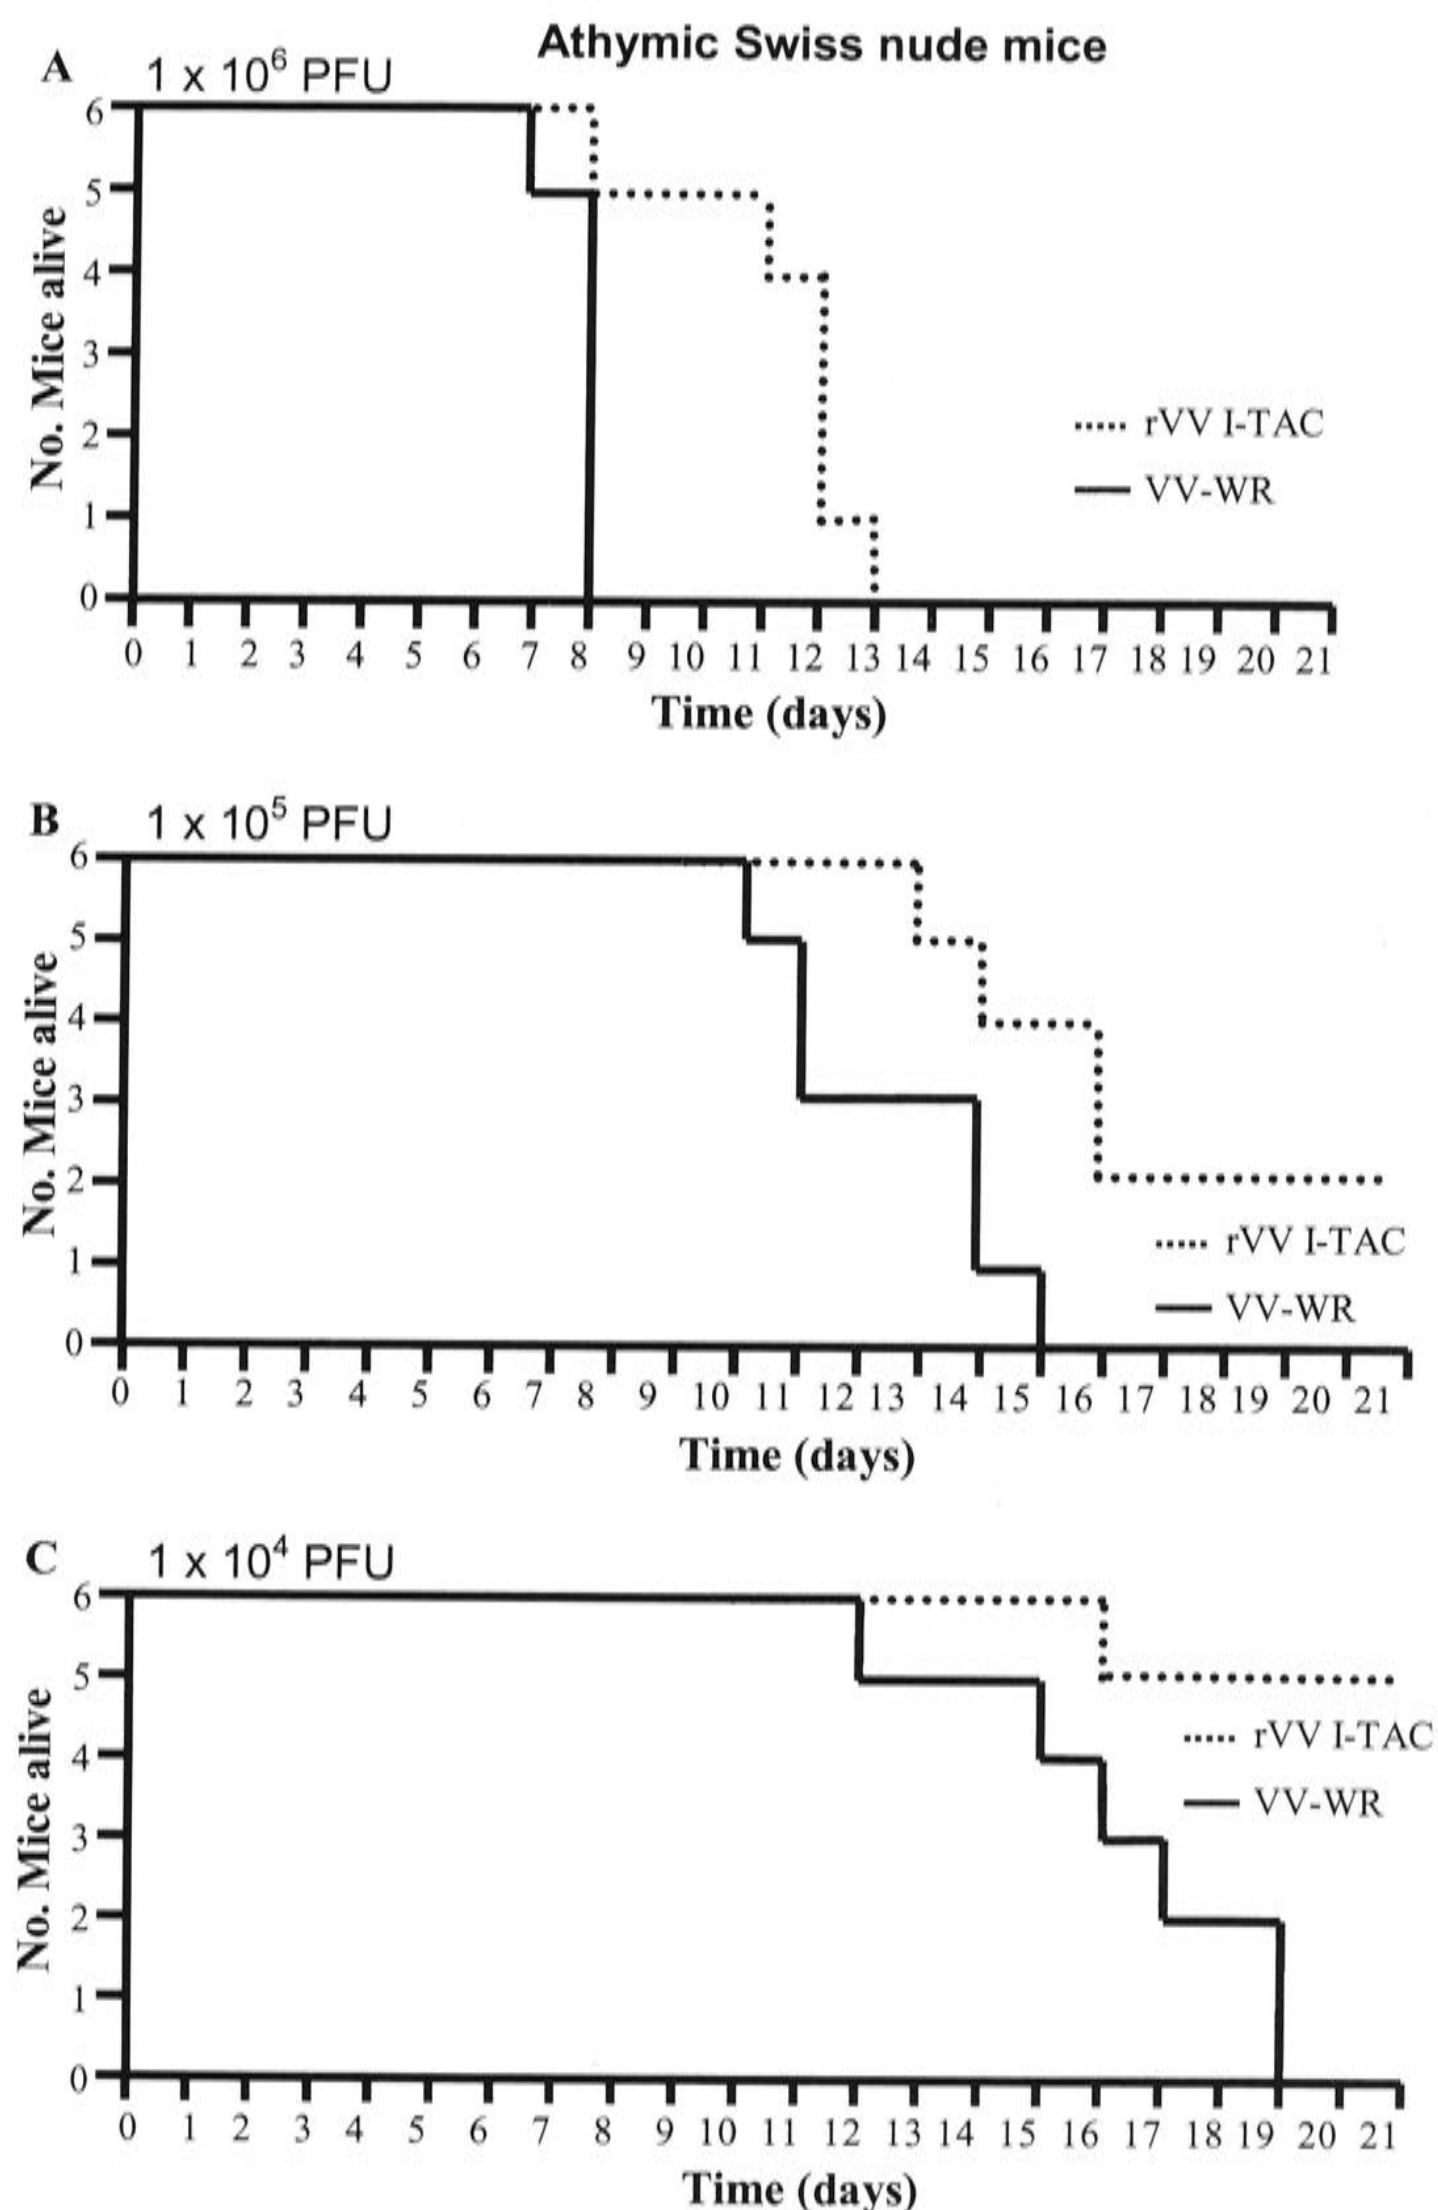 Athymic Swiss nude mice
A
1 x 10⁶ PFU
No. Mice alive
6
5
4
3
2
1
0
rVV I-TAC
VV-WR
0 1 2 3 4 5 6 7 8 9 10 11 12 13 14 15 16 17 18 19 20 21
Time (days)
B
1 x 10⁵ PFU
No. Mice alive
6
5
4
3
2
1
0
rVV I-TAC
VV-WR
0 1 2 3 4 5 6 7 8 9 10 11 12 13 14 15 16 17 18 19 20 21
Time (days)
C
1 x 10⁴ PFU
No. Mice alive
6
5
4
3
2
1
0
rVV I-TAC
VV-WR
0 1 2 3 4 5 6 7 8 9 10 11 12 13 14 15 16 17 18 19 20 21
Time (days)